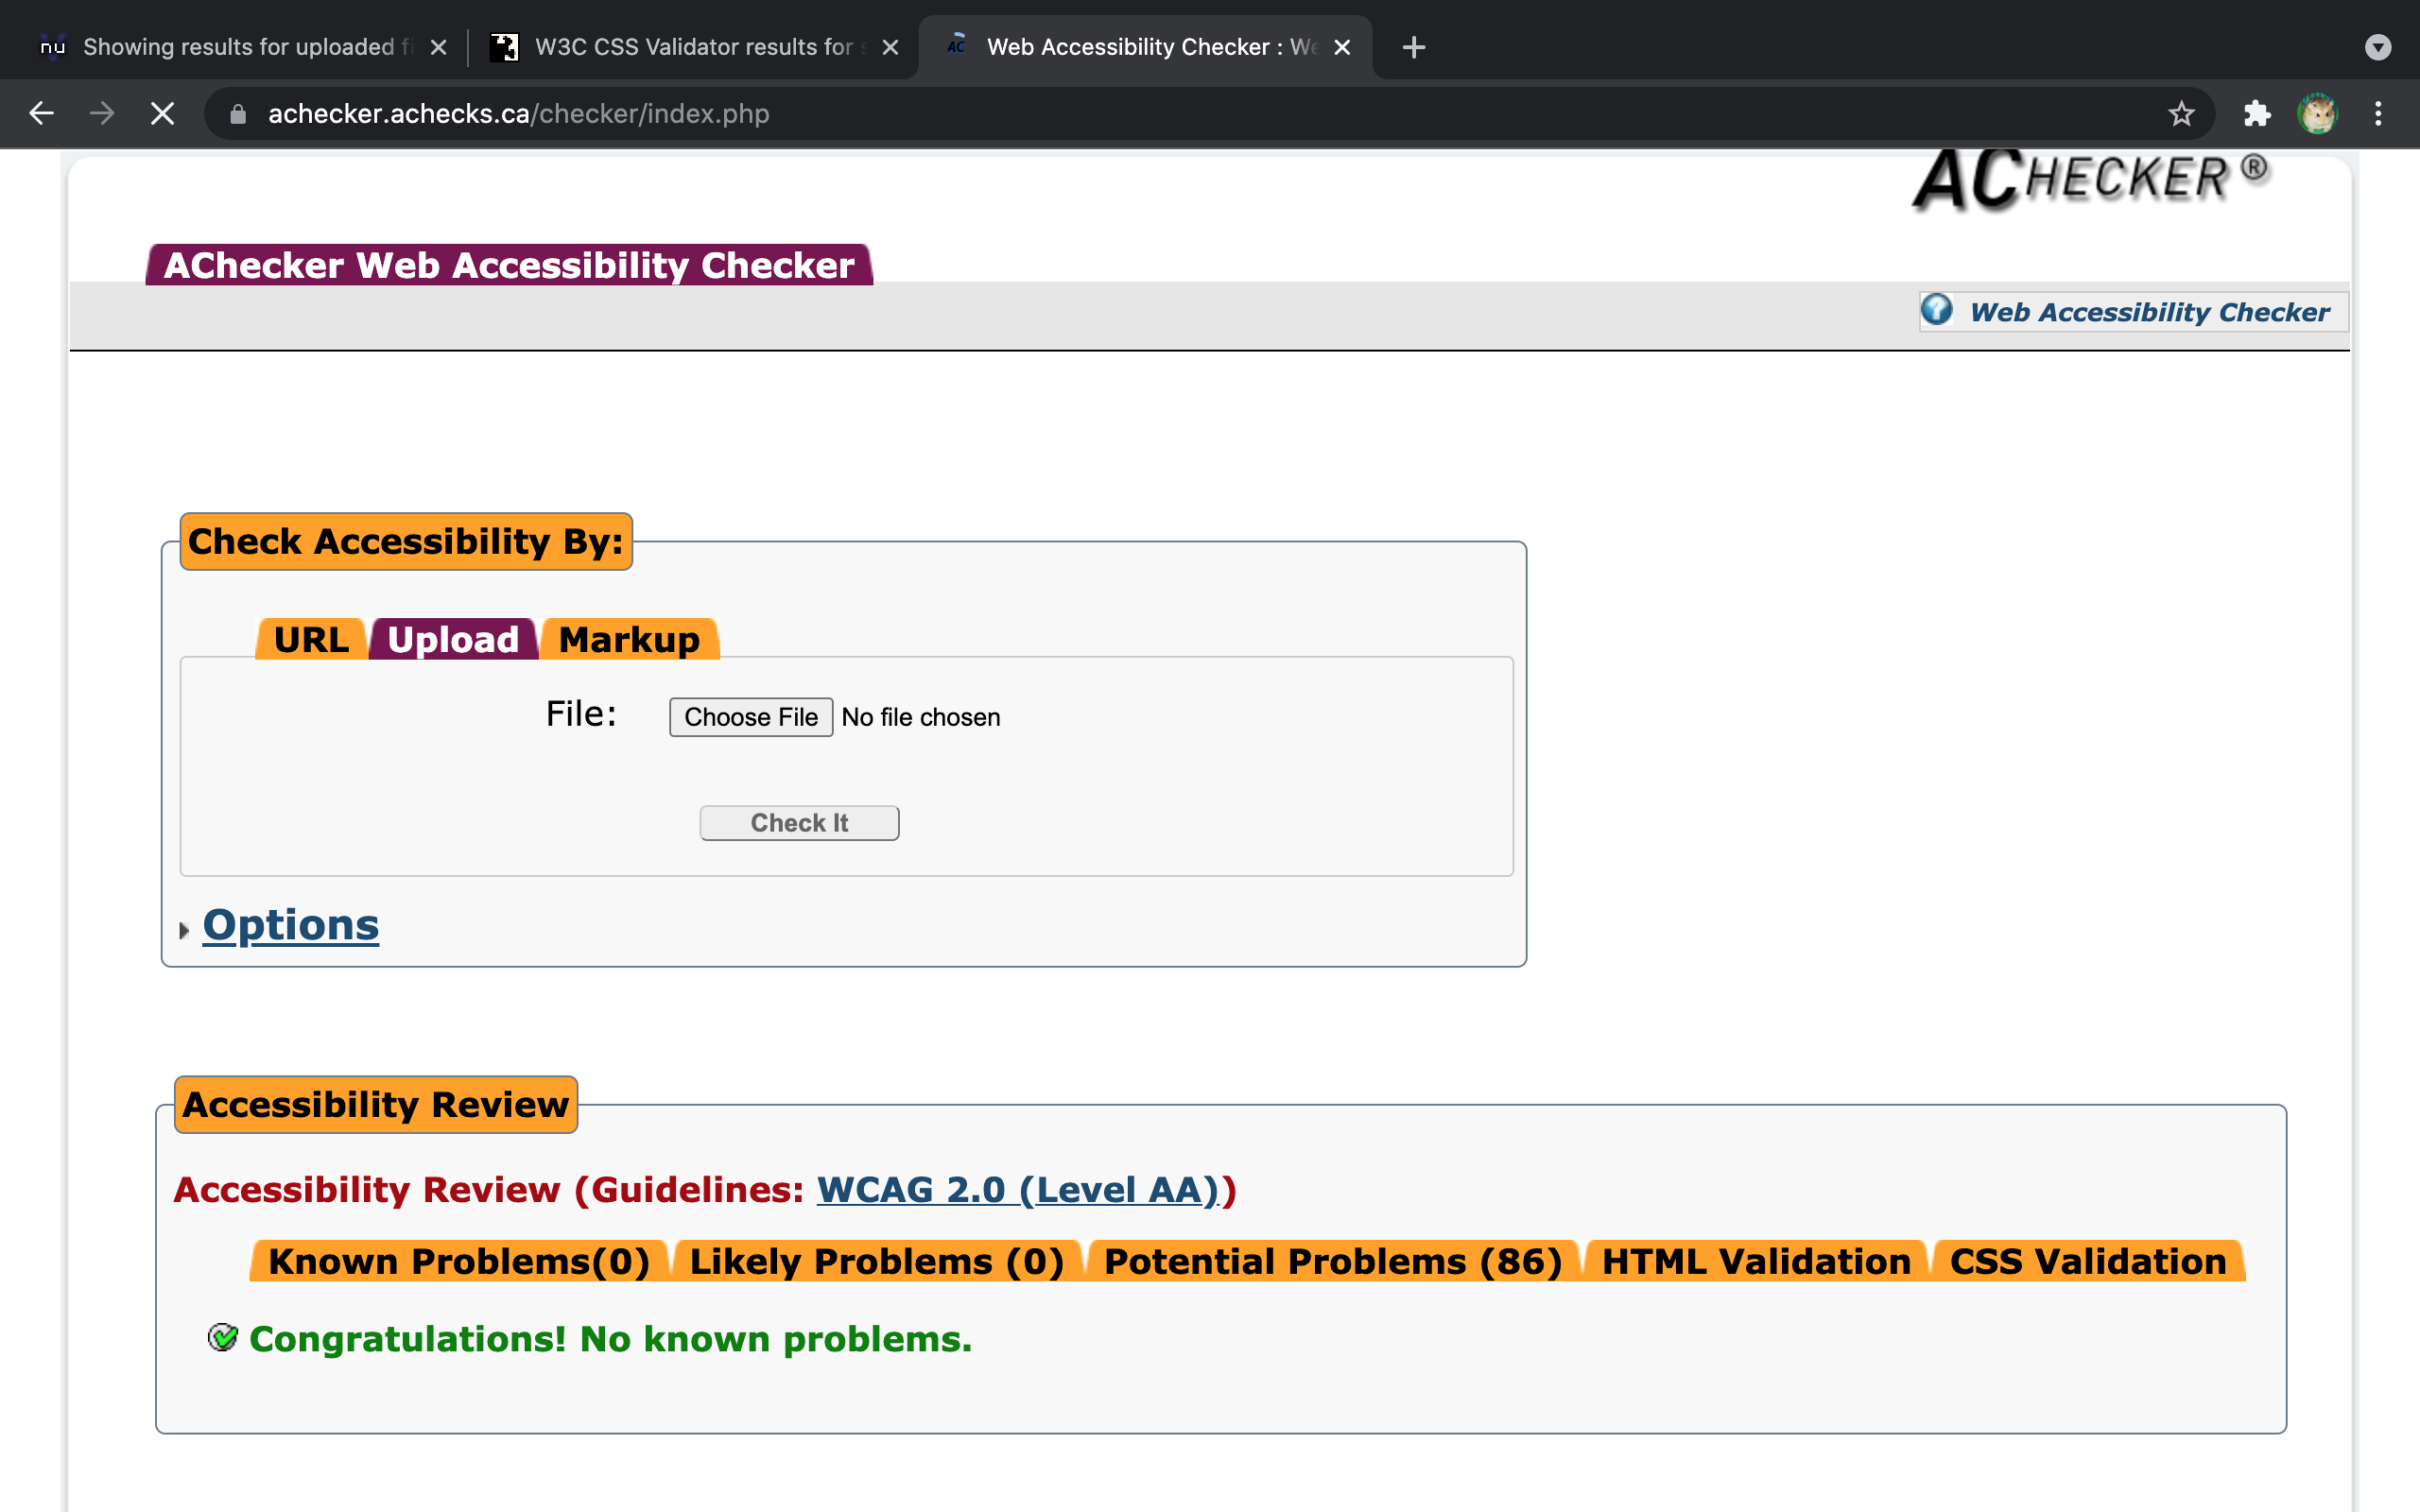 nu Showing results for uploaded fi
W3C CSS Validator results for s
AC Web Accessibility Checker : We
achecker.achecks.ca/checker/index.php
ACHECKER ®
AChecker Web Accessibility Checker
Web Accessibility Checker
Check Accessibility By:
URL Upload Markup
File: Choose File No file chosen
Check It
Options
Accessibility Review
Accessibility Review (Guidelines: WCAG 2.0 (Level AA))
Known Problems(0) Likely Problems (0) Potential Problems (86) HTML Validation CSS Validation
Congratulations! No known problems.